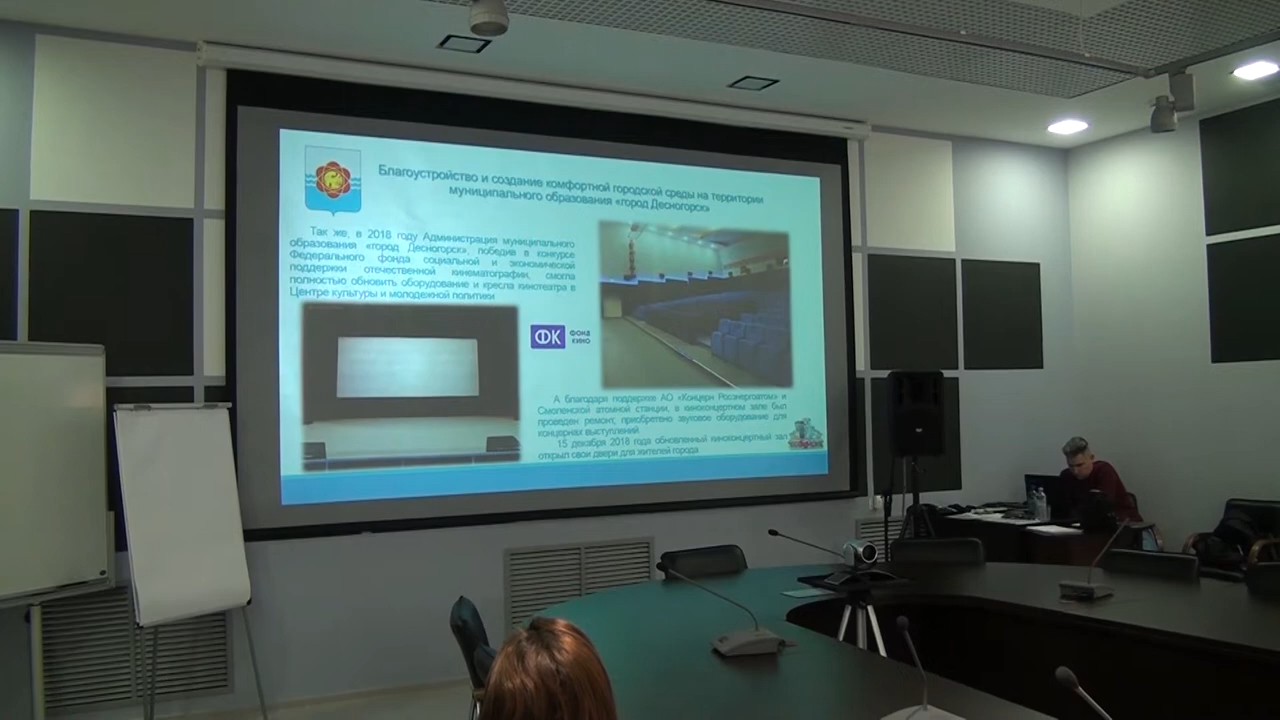 Благоустройство и создание комфортной городской среды на территории
муниципального образования «город Десногорск»
Так же, в 2018 году Администрация муниципального
образования «город Десногорск», победив в конкурсе
Федерального фонда социальной и экономической
поддержки отечественной кинематографии, смогла
полностью обновить оборудование и кресла кинотеатра в
Центре культуры и молодежной политики
ФК ФОНД
КИНО
А благодаря поддержке АО «Концерн Росэнергоатом» и
Смоленской атомной станции, в киноконцертном зале был
проведен ремонт, приобретено звуковое оборудование для
концертных выступлений.
15 декабря 2018 года обновленный киноконцертный зал
открыл свои двери для жителей города